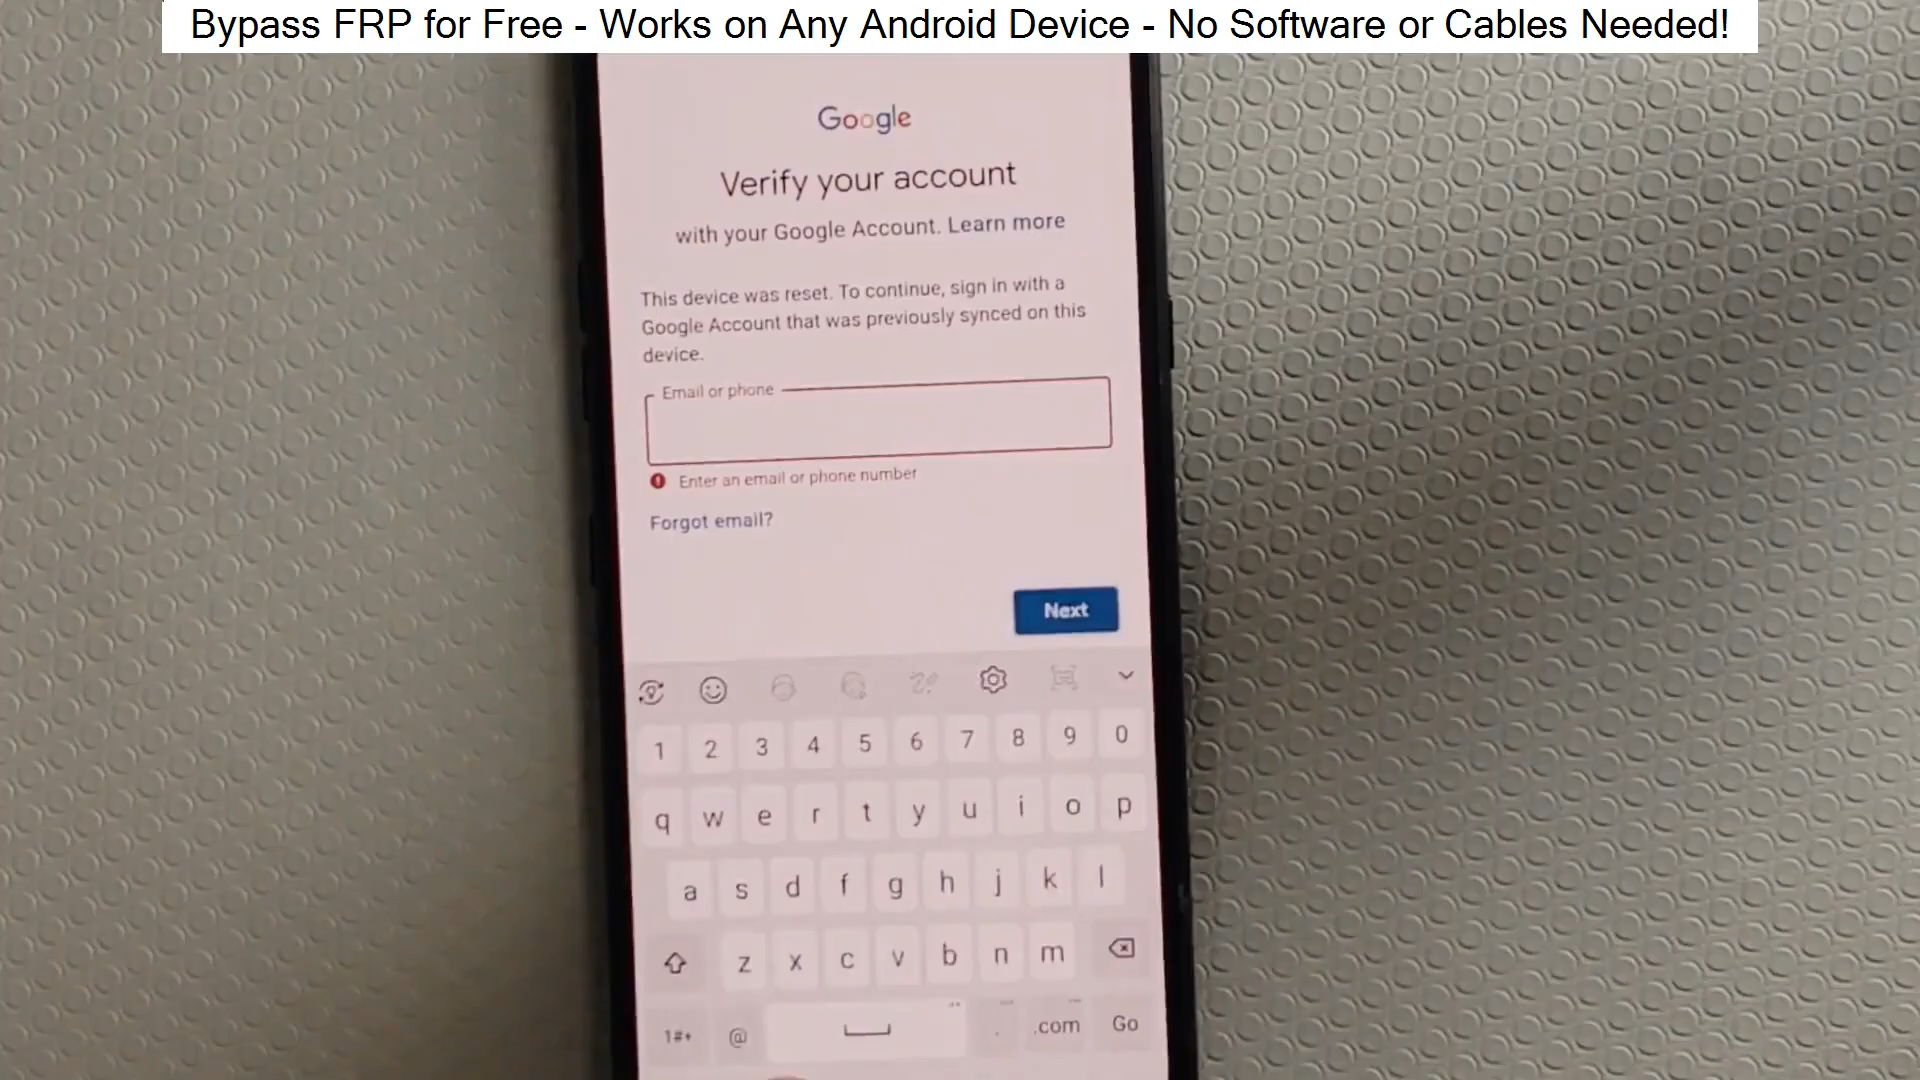 Bypass FRP for Free - Works on Any Android Device - No Software or Cables Needed!
Google
Verify your account
with your Google Account. Learn more
This device was reset. To continue, sign in with a
Google Account that was previously synced on this
device.
Email or phone
Enter an email or phone number
Forgot email?
Next
1 2 3 4 5 6 7 8 9 0
q w e r t y u i o p
a s d f g h j k l
z x c v b n m
1#+ @ . .com Go